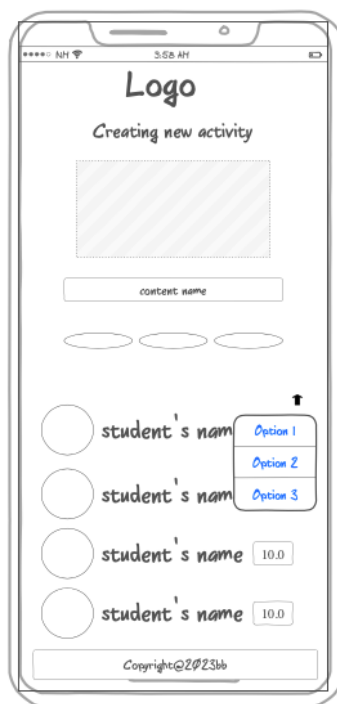 NH 3:58 AM
Logo
Creating new activity
content name
student's nam Option 1
Option 2
student's nam Option 3
student's name 10.0
student's name 10.0
Copyright@2023bb